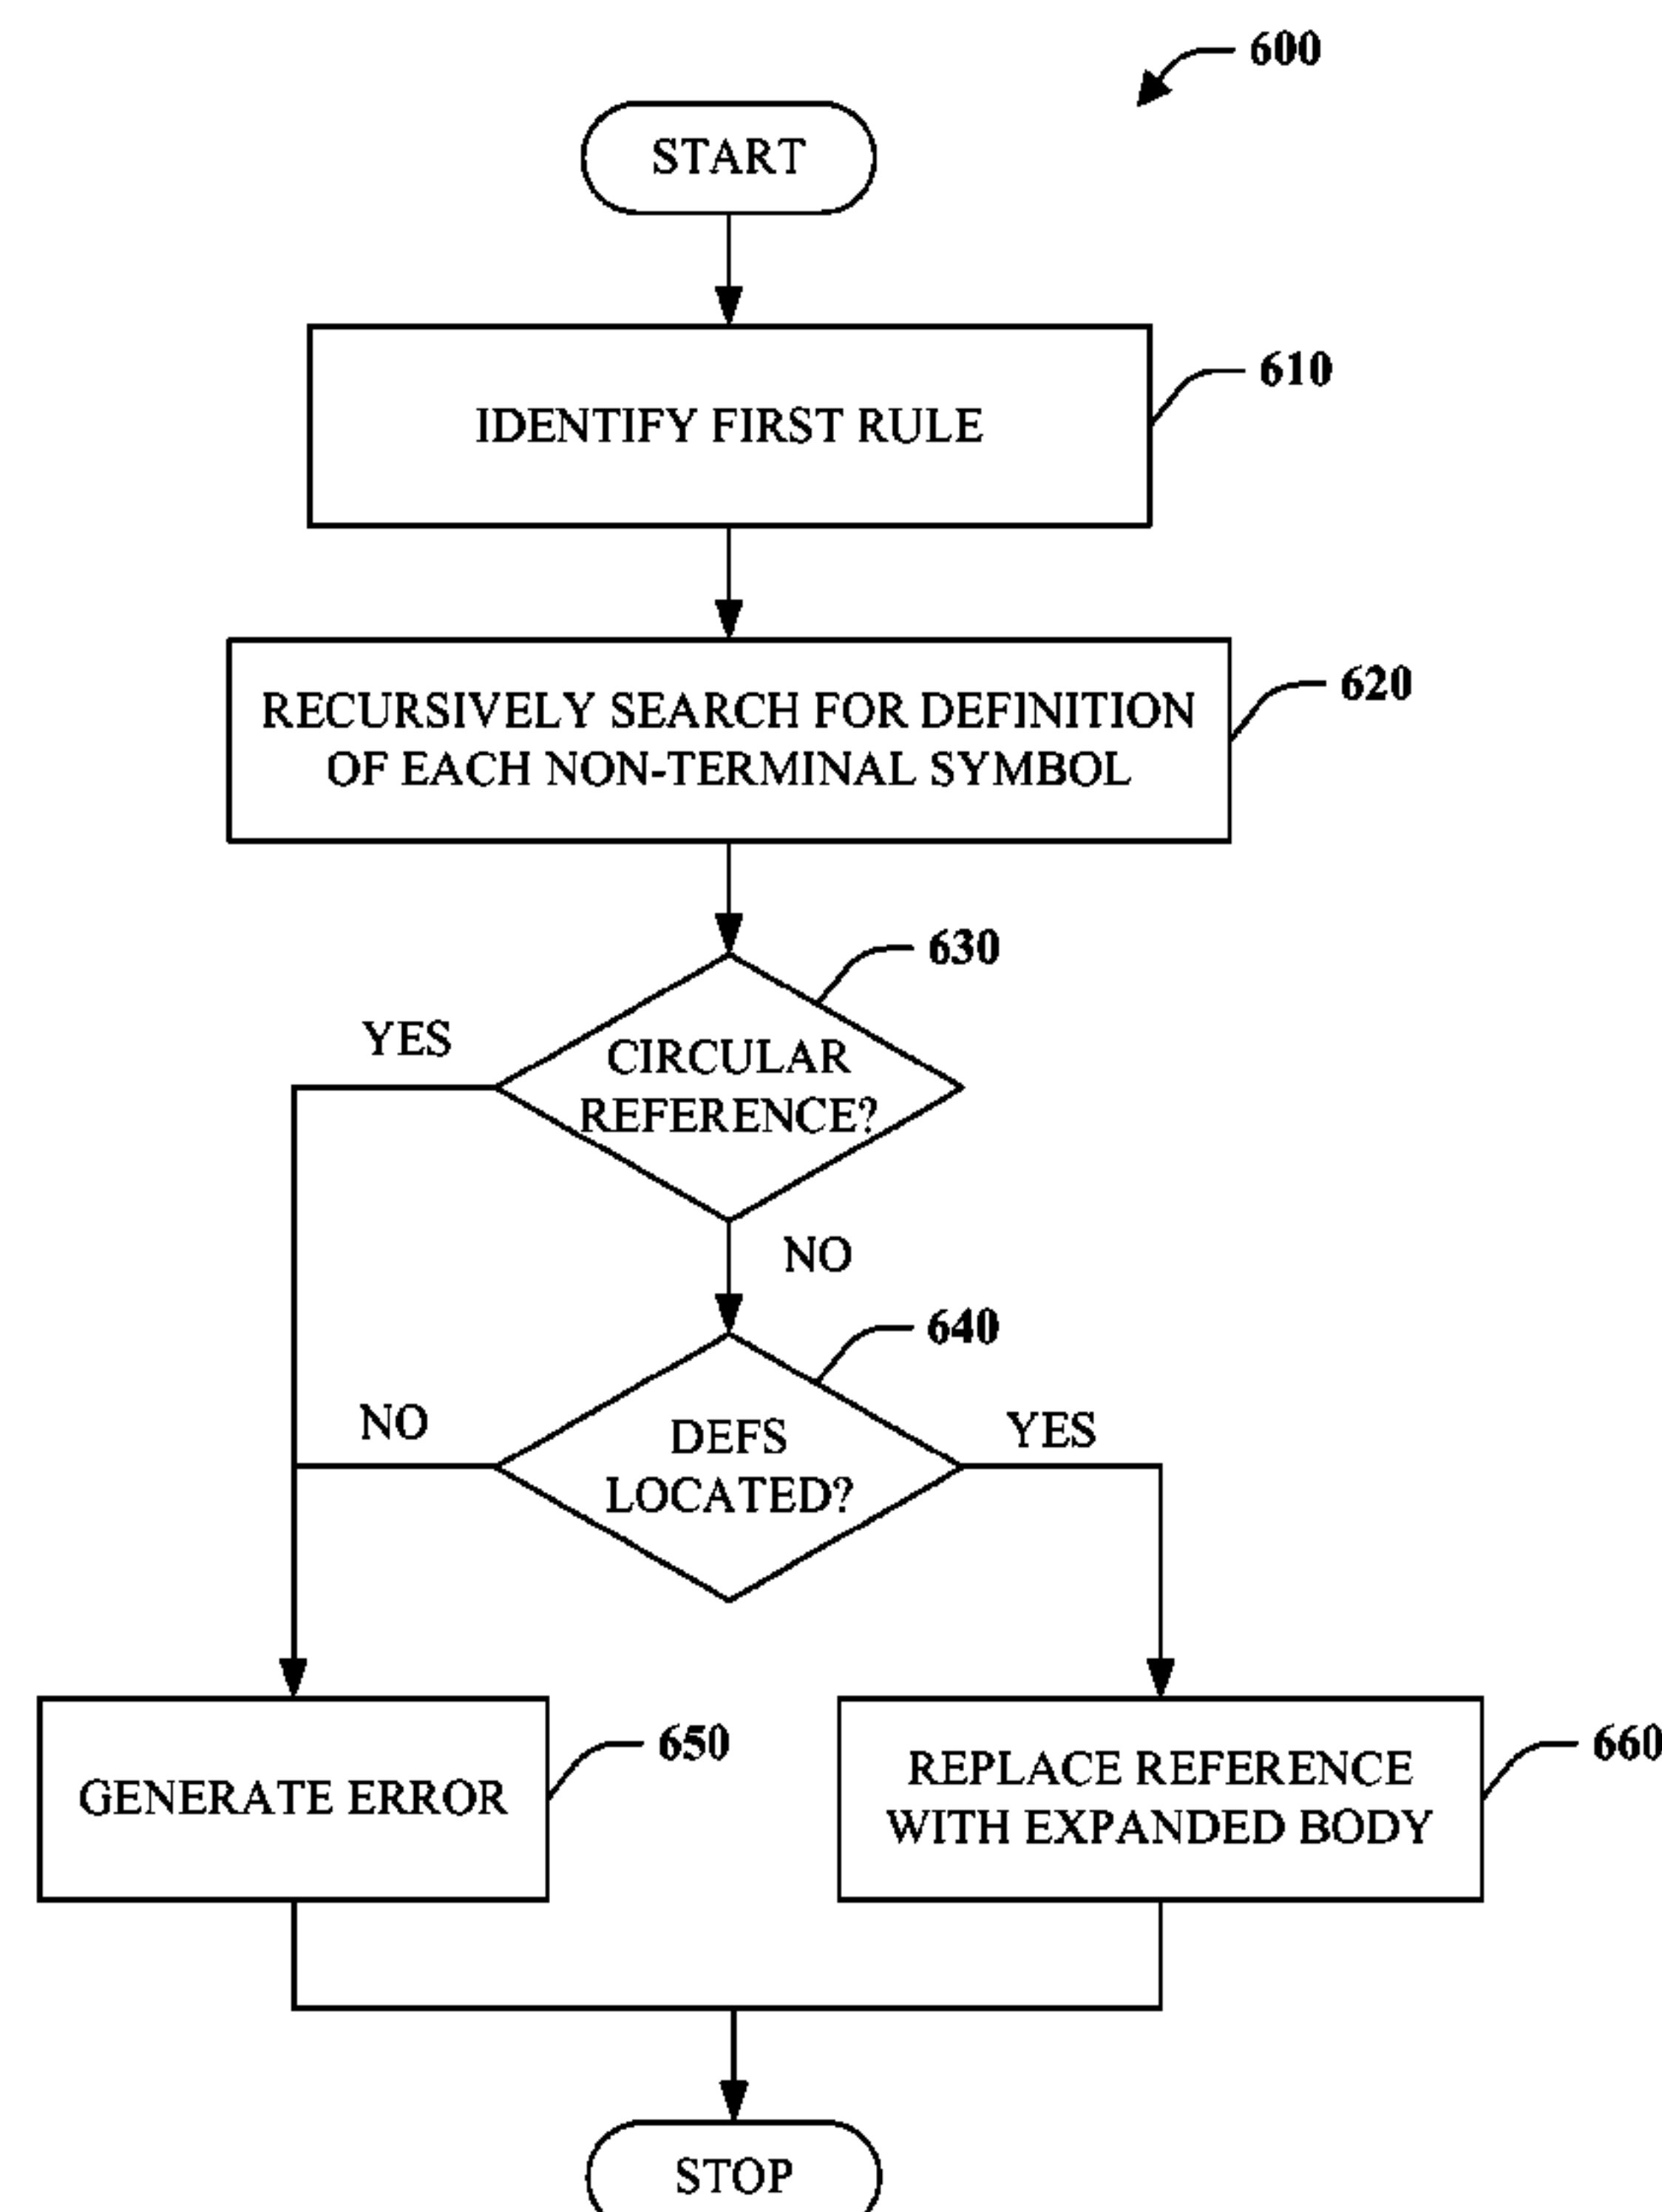 600
START
IDENTIFY FIRST RULE
610
RECURSIVELY SEARCH FOR DEFINITION
OF EACH NON-TERMINAL SYMBOL
620
630
CIRCULAR
REFERENCE?
YES
NO
640
DEFS
LOCATED?
NO
YES
GENERATE ERROR
650
REPLACE REFERENCE
WITH EXPANDED BODY
660
STOP